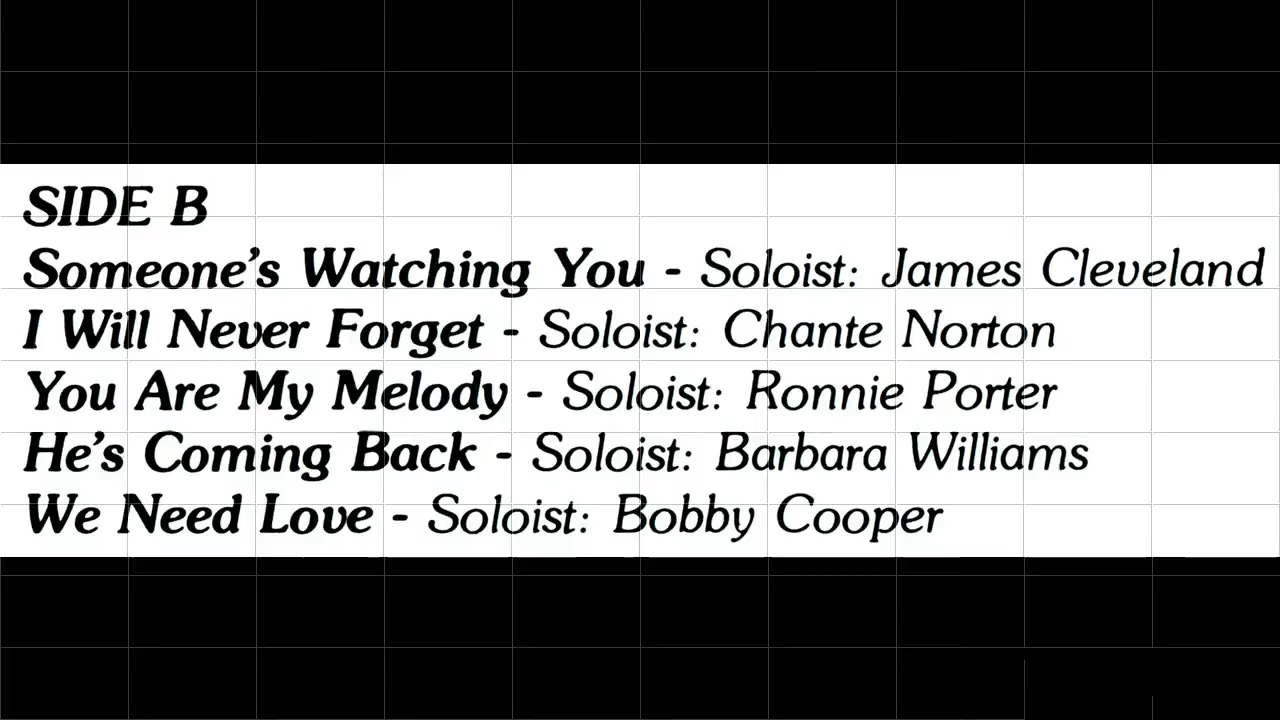 SIDE B
Someone's Watching You - Soloist: James Cleveland
I Will Never Forget - Soloist: Chante Norton
You Are My Melody - Soloist: Ronnie Porter
He's Coming Back - Soloist: Barbara Williams
We Need Love - Soloist: Bobby Cooper